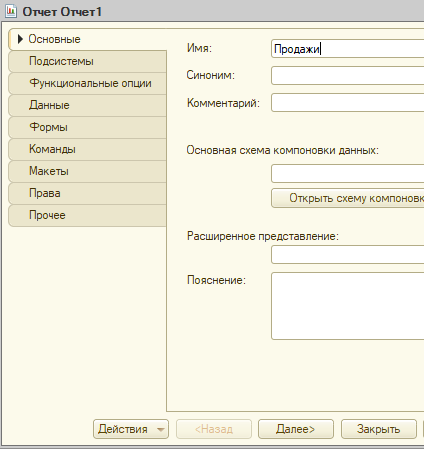 Отчет Отчет1
Основные
Подсистемы
Функциональные опции
Данные
Формы
Команды
Макеты
Права
Прочее
Имя: Продажи
Синоним:
Комментарий:
Основная схема компоновки данных:
Открыть схему компоновк
Расширенное представление:
Пояснение:
Действия <Назад Далее> Закрыть